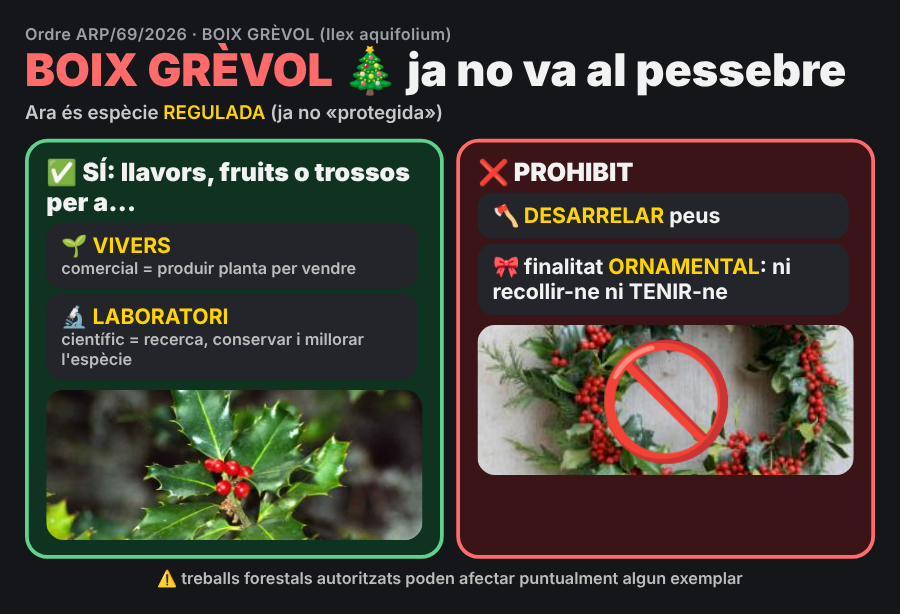 Ordre ARP/69/2026 · BOIX GRÈVOL (Ilex aquifolium)
BOIX GRÈVOL 🎄 ja no va al pessebre
Ara és espècie REGULADA (ja no «protegida»)
✅ SÍ: llavors, fruits o trossos
per a…
🌱 VIVERS
comercial = produir planta per vendre
🔬 LABORATORI
científic = recerca, conservar i millorar
l'espècie
❌ PROHIBIT
🪓 DESARRELAR peus
🎀 finalitat ORNAMENTAL: ni
recollir-ne ni TENIR-ne
⚠️ treballs forestals autoritzats poden afectar puntualment algun exemplar